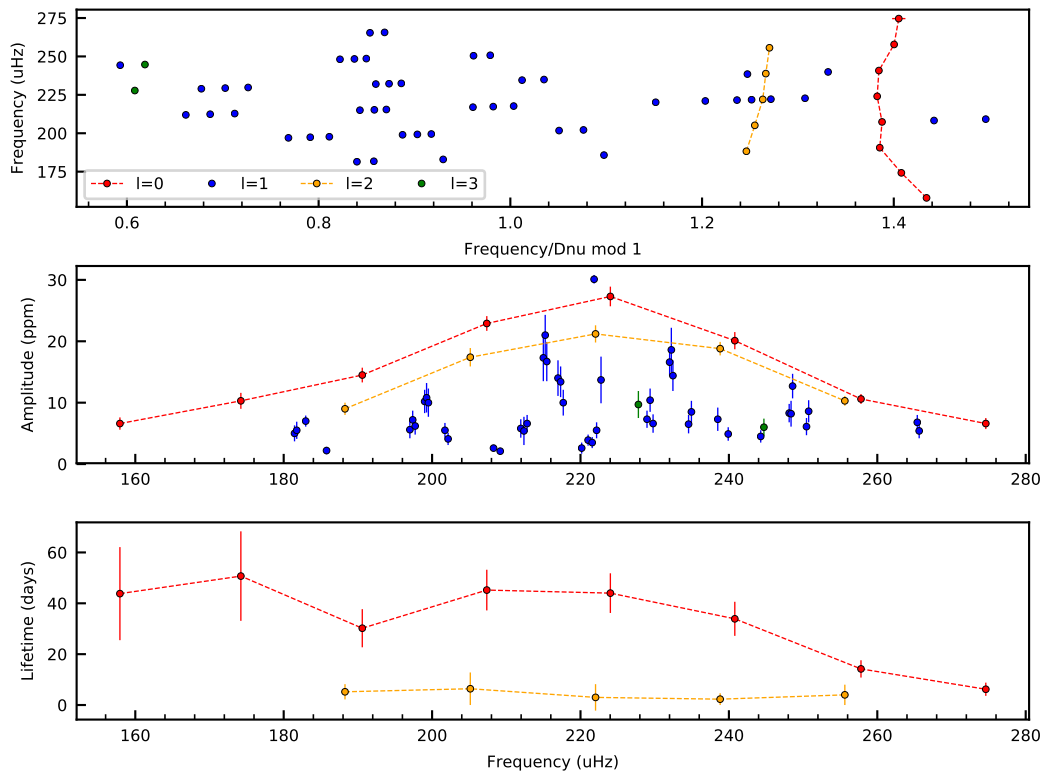 Frequency (uHz)
275
250
225
200
175
l=0 l=1 l=2 l=3
0.6 0.8 1.0 1.2 1.4
Frequency/Dnu mod 1
Amplitude (ppm)
30
20
10
0
160 180 200 220 240 260 280
Lifetime (days)
60
40
20
0
160 180 200 220 240 260 280
Frequency (uHz)